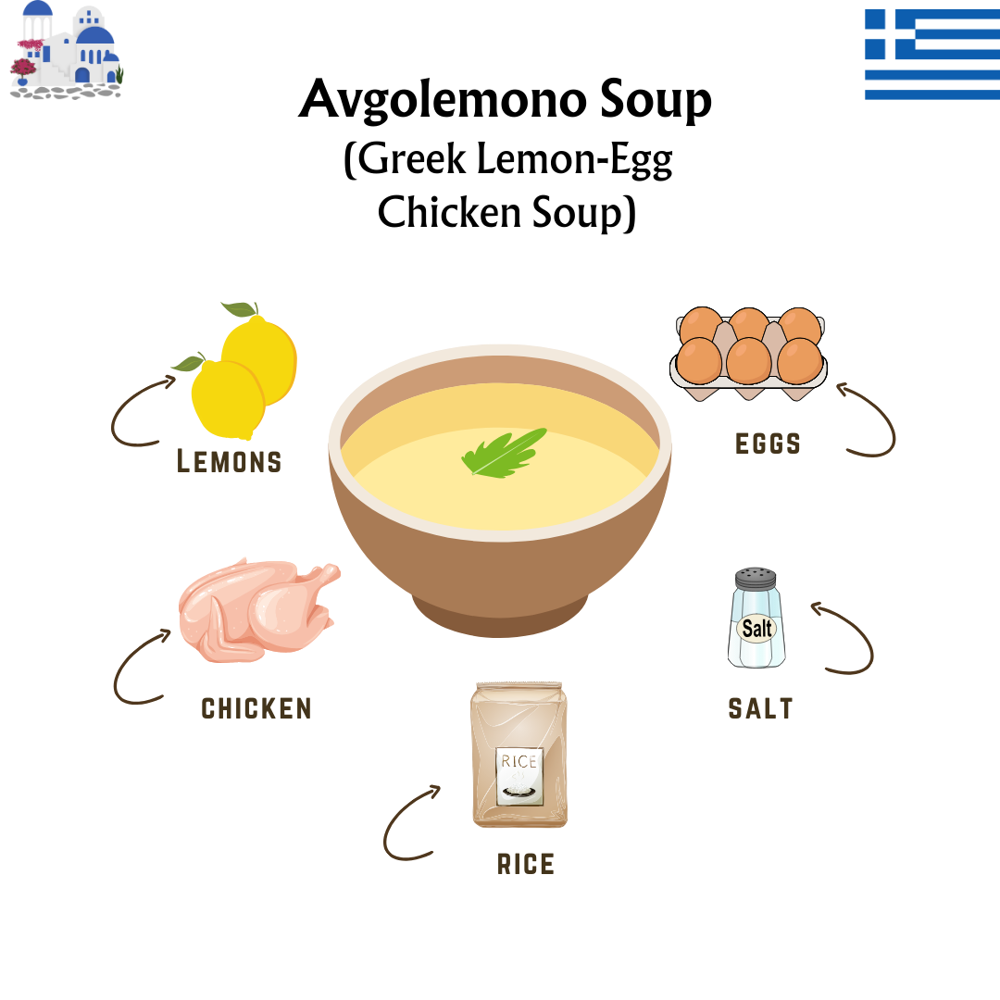 Avgolemono Soup
(Greek Lemon-Egg
Chicken Soup)
LEMONS
EGGS
CHICKEN
Salt
SALT
RICE
RICE